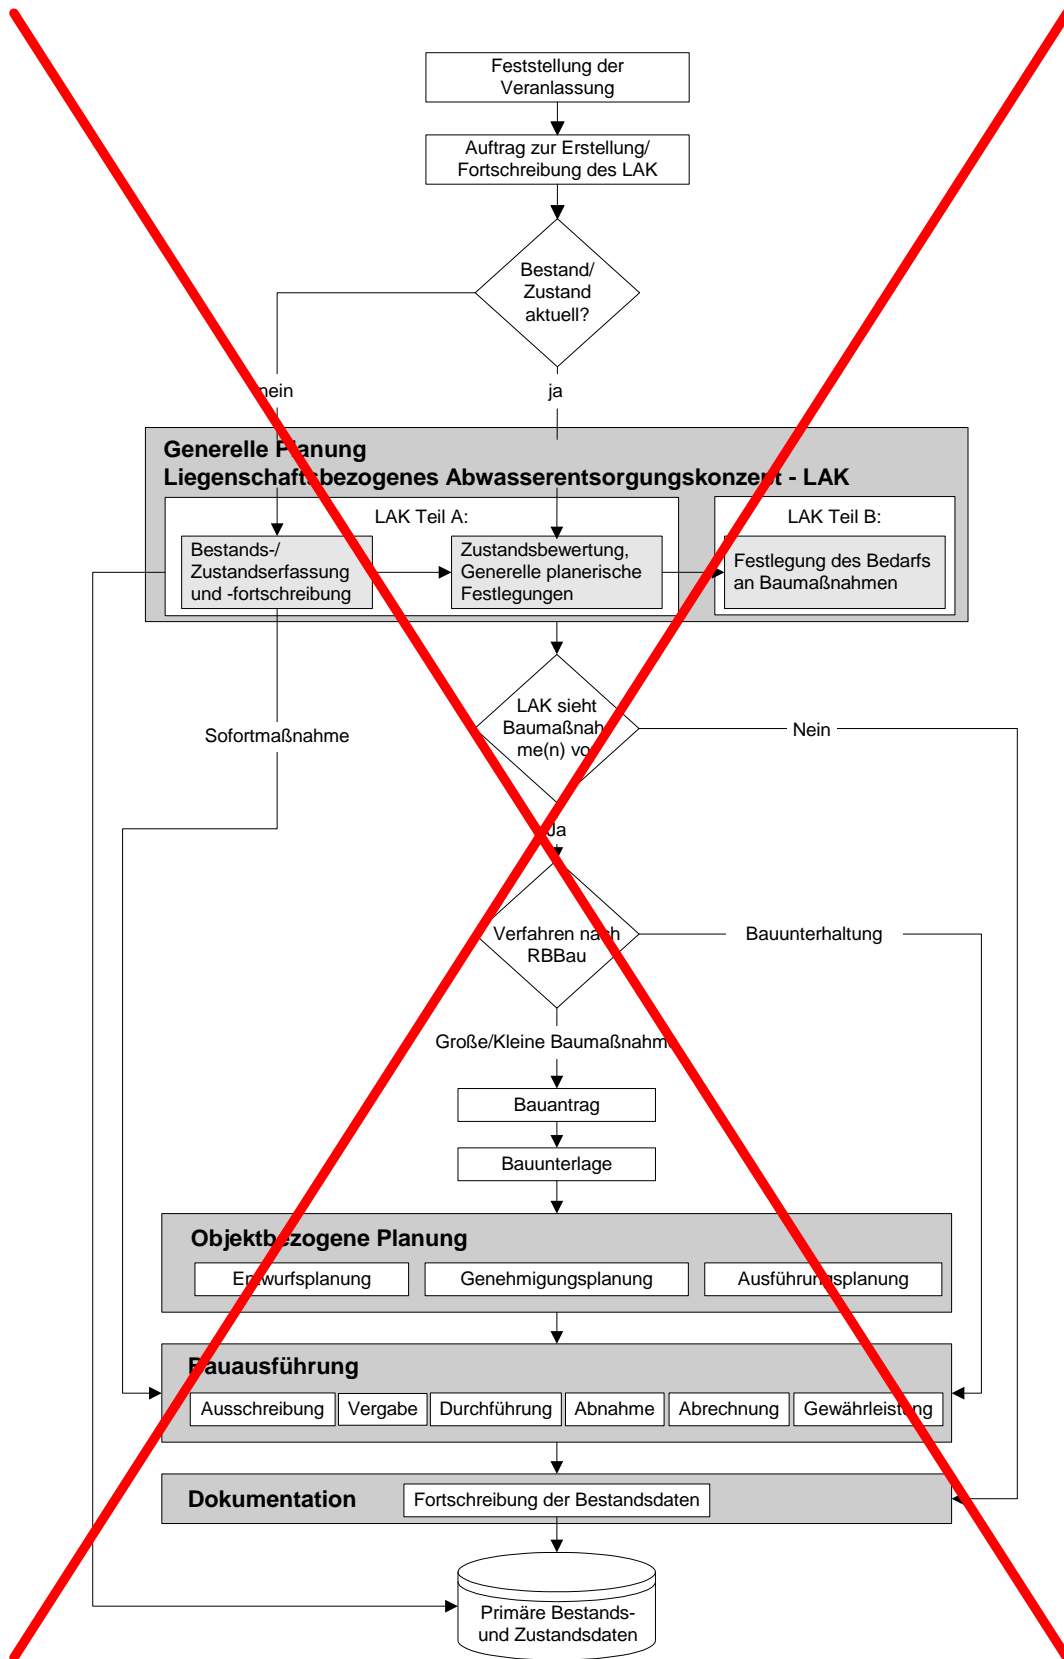 Feststellung der
Veranlassung
Auftrag zur Erstellung/
Fortschreibung des LAK
Bestand/
Zustand
aktuell?
nein
ja
Generelle Planung
Liegenschaftsbezogenes Abwasserentsorgungskonzept - LAK
LAK Teil A:
LAK Teil B:
Bestands-/
Zustandserfassung
und -fortschreibung
Zustandsbewertung,
Generelle planerische
Festlegungen
Festlegung des Bedarfs
an Baumaßnahmen
LAK sieht
Baumaßnah
me(n) vor
Nein
Sofortmaßnahme
Ja
Verfahren nach
RBBau
Bauunterhaltung
Große/Kleine Baumaßnahm
Bauantrag
Bauunterlage
Objektbezogene Planung
Entwurfsplanung
Genehmigungsplanung
Ausführungsplanung
Bauausführung
Ausschreibung
Vergabe
Durchführung
Abnahme
Abrechnung
Gewährleistung
Dokumentation
Fortschreibung der Bestandsdaten
Primäre Bestands-
und Zustandsdaten